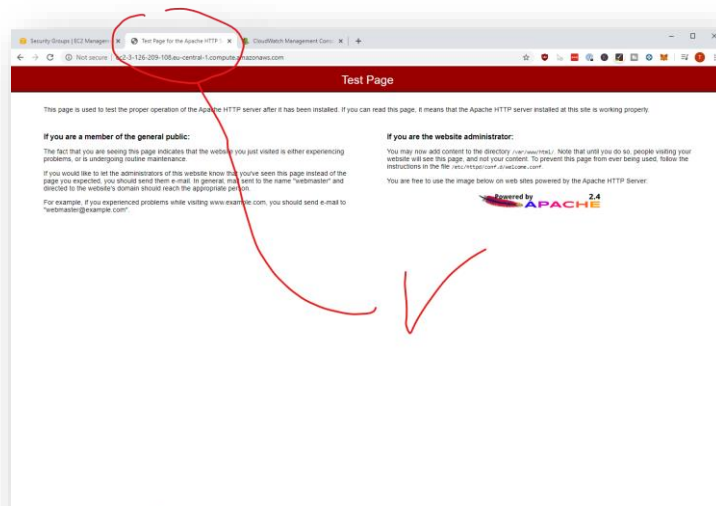 Security Groups | EC2 Managem
Test Page for the Apache HTTP S
CloudWatch Management Cons
Not secure | ec2-3-126-209-108.eu-central-1.compute.amazonaws.com
Test Page
This page is used to test the proper operation of the Apache HTTP server after it has been installed. If you can read this page, it means that the Apache HTTP server installed at this site is working properly.
If you are a member of the general public:
The fact that you are seeing this page indicates that the website you just visited is either experiencing
problems, or is undergoing routine maintenance.
If you would like to let the administrators of this website know that you've seen this page instead of the
page you expected, you should send them e-mail. In general, mail sent to the name "webmaster" and
directed to the website's domain should reach the appropriate person.
For example, if you experienced problems while visiting www.example.com, you should send e-mail to
"webmaster@example.com".
If you are the website administrator:
You may now add content to the directory /var/www/html/. Note that until you do so, people visiting your
website will see this page, and not your content. To prevent this page from ever being used, follow the
instructions in the file /etc/httpd/conf.d/welcome.conf.
You are free to use the image below on web sites powered by the Apache HTTP Server:
Powered by 2.4
APACHE